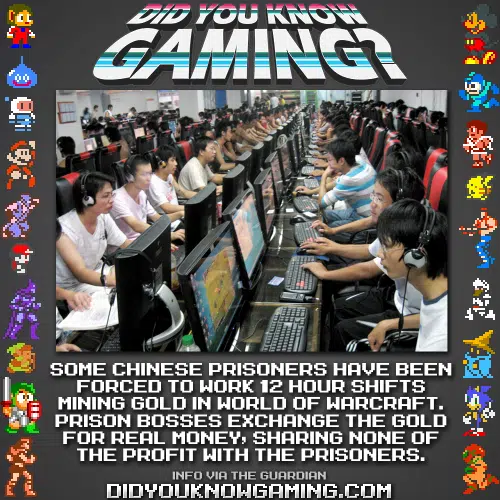 DID YOU KNOW
GAMING?
SOME CHINESE PRISONERS HAVE BEEN
FORCED TO WORK 12 HOUR SHIFTS
MINING GOLD IN WORLD OF WARCRAFT.
PRISON BOSSES EXCHANGE THE GOLD
FOR REAL MONEY, SHARING NONE OF
THE PROFIT WITH THE PRISONERS.
INFO VIA THE GUARDIAN
DIDYOUKNOWGAMING.COM